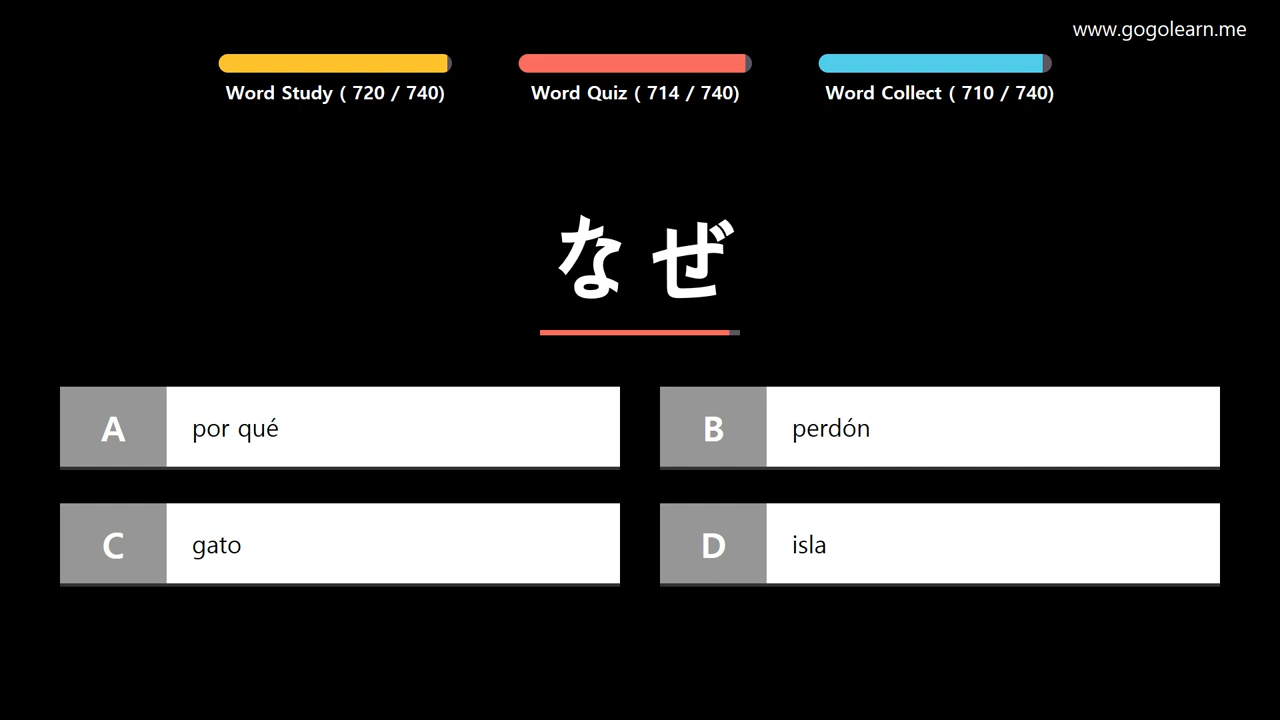 www.gogolearn.me
Word Study ( 720 / 740)
Word Quiz ( 714 / 740)
Word Collect ( 710 / 740)
なぜ
A por qué
B perdón
C gato
D isla